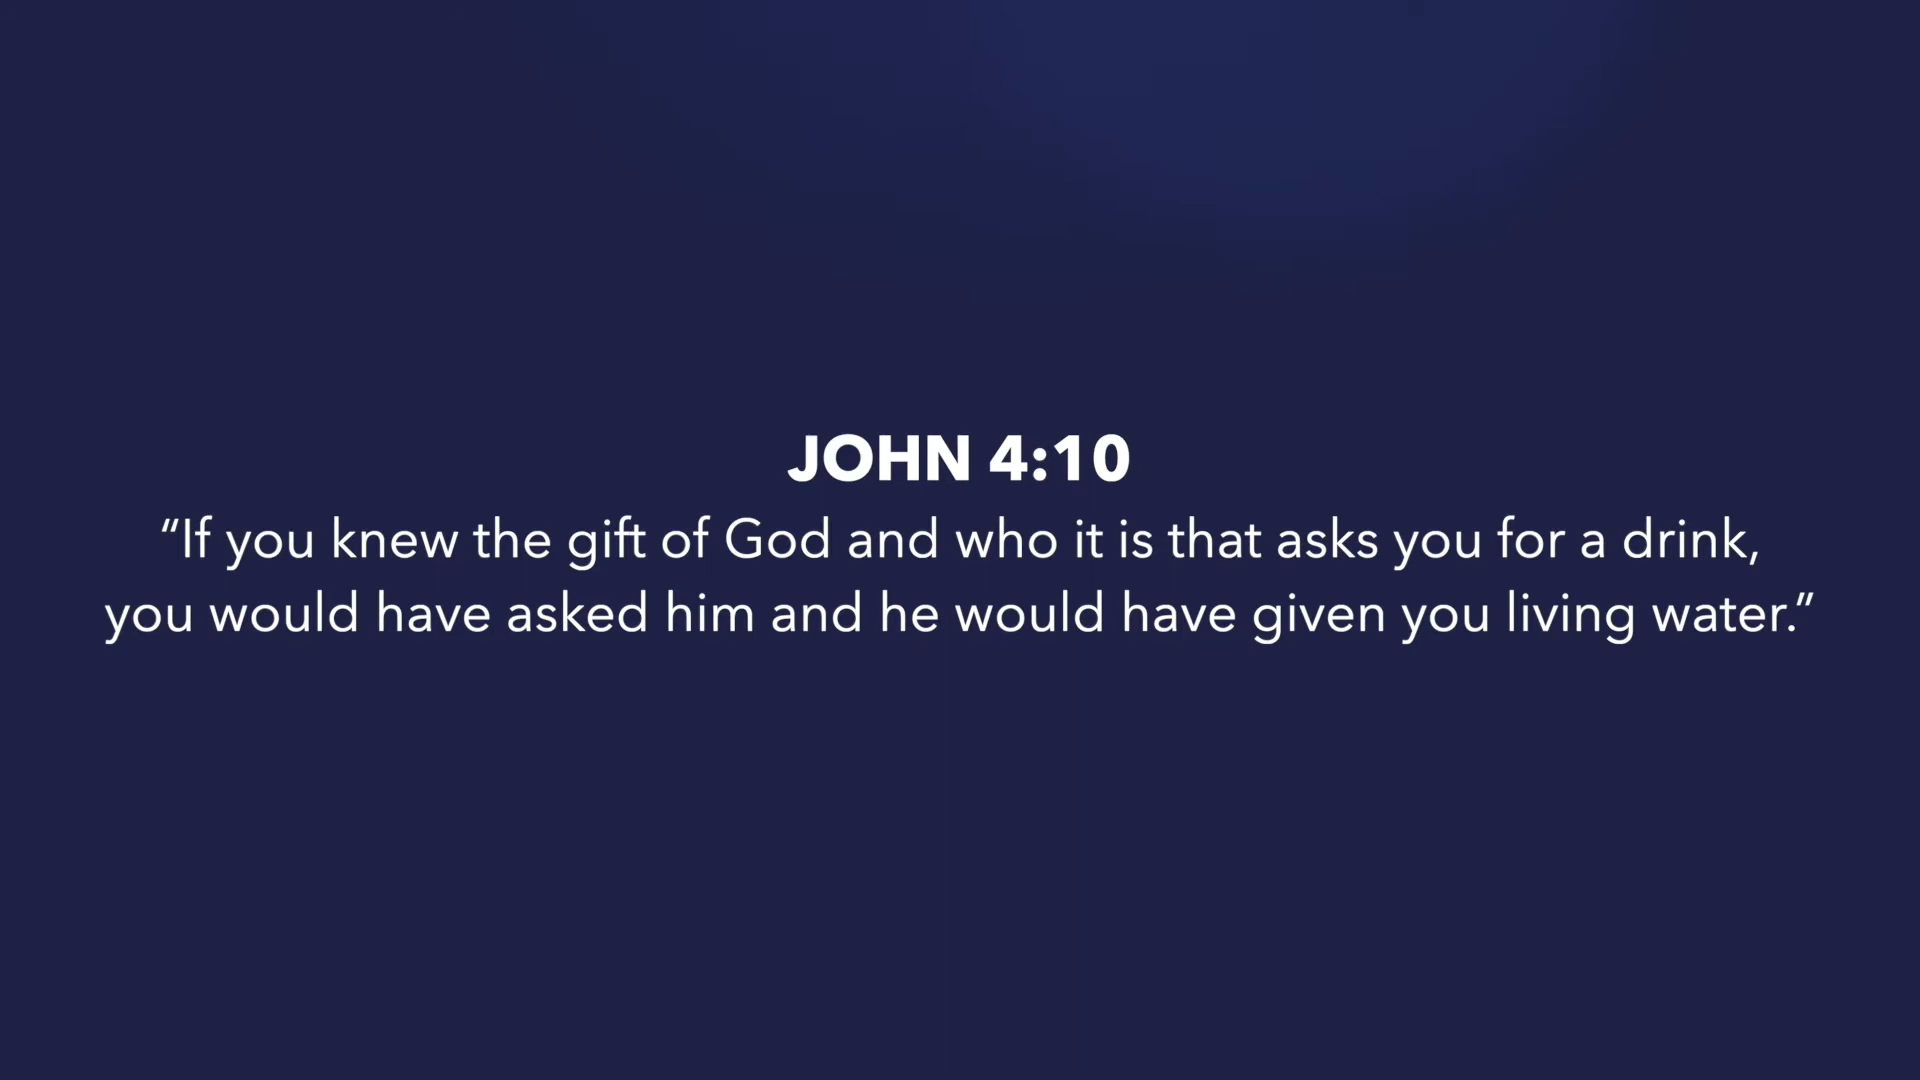 JOHN 4:10
“If you knew the gift of God and who it is that asks you for a drink,
you would have asked him and he would have given you living water.”